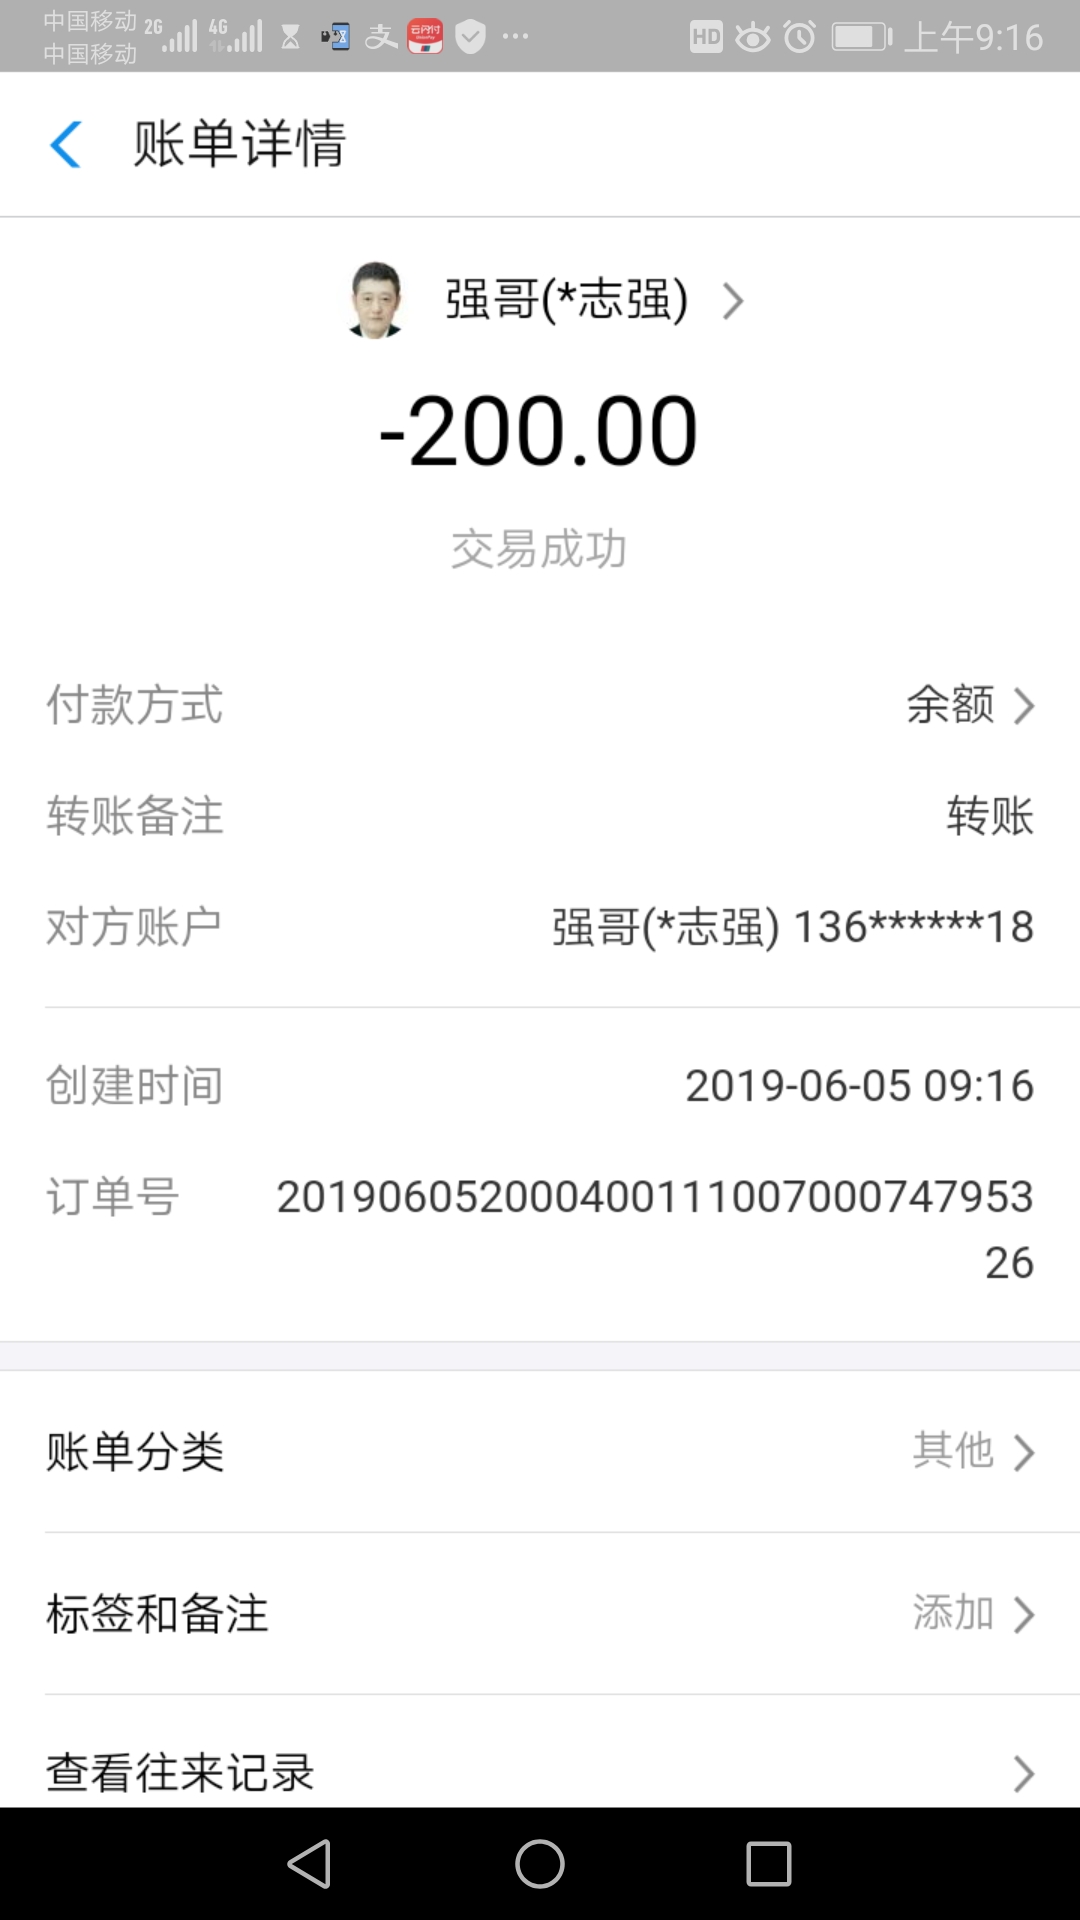 中国移动 2G 4G HD 上午9:16
中国移动
账单详情
强哥(*志强)
-200.00
交易成功
付款方式 余额
转账备注 转账
对方账户 强哥(*志强) 136******18
创建时间 2019-06-05 09:16
订单号 201906052000400111007000747953
26
账单分类 其他
标签和备注 添加
查看往来记录